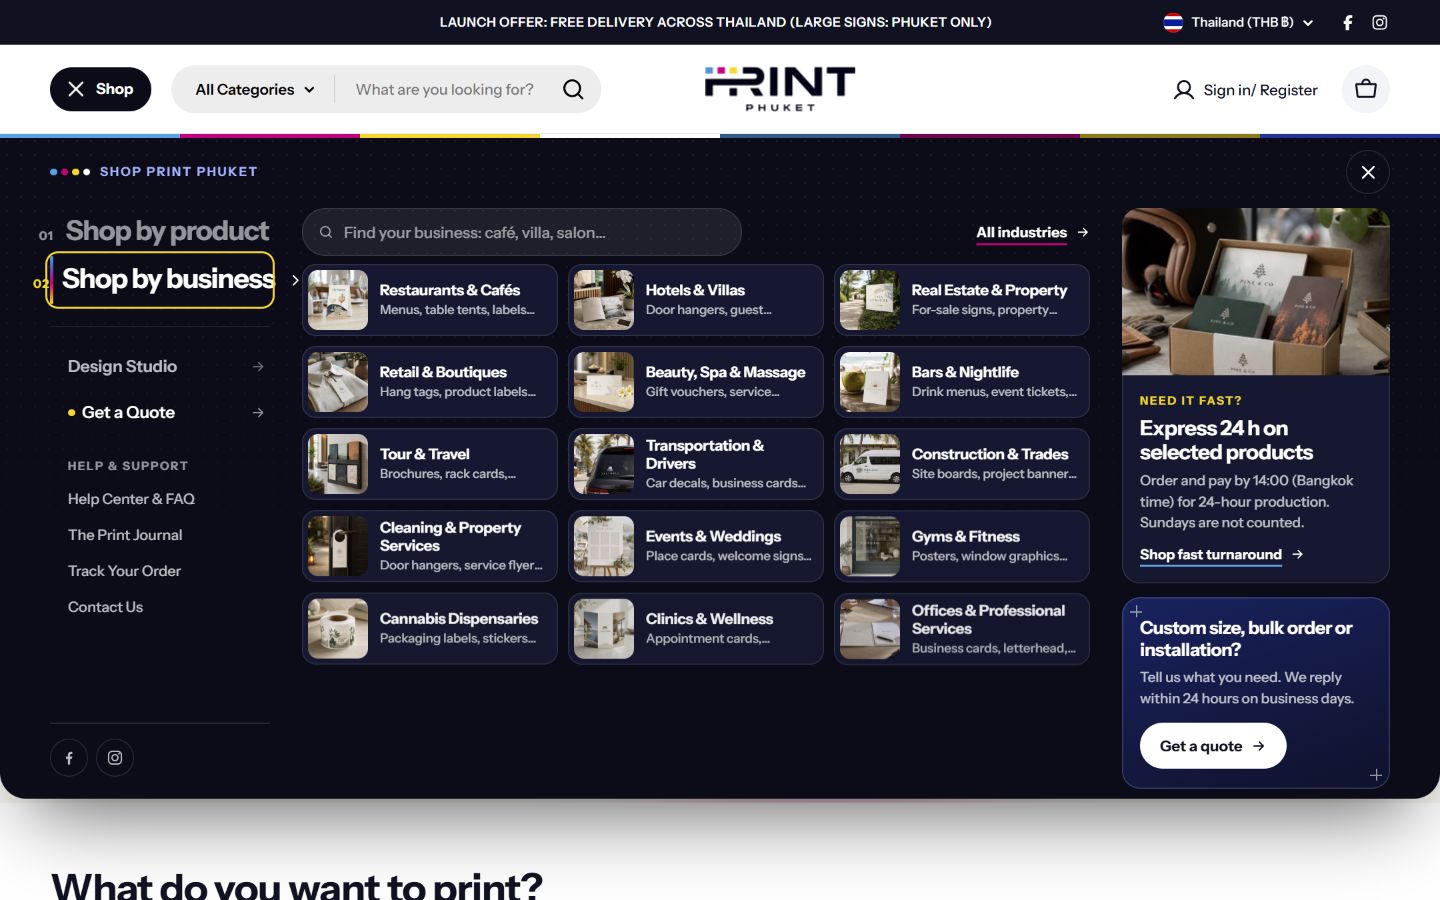 LAUNCH OFFER: FREE DELIVERY ACROSS THAILAND (LARGE SIGNS: PHUKET ONLY)
Thailand (THB ฿)
Shop
All Categories
What are you looking for?
PRINT
PHUKET
Sign in/ Register
SHOP PRINT PHUKET
01 Shop by product
02 Shop by business
Design Studio
Get a Quote
HELP & SUPPORT
Help Center & FAQ
The Print Journal
Track Your Order
Contact Us
Find your business: café, villa, salon...
All industries
Restaurants & Cafés
Menus, table tents, labels...
Hotels & Villas
Door hangers, guest...
Real Estate & Property
For-sale signs, property...
Retail & Boutiques
Hang tags, product labels...
Beauty, Spa & Massage
Gift vouchers, service...
Bars & Nightlife
Drink menus, event tickets,...
Tour & Travel
Brochures, rack cards,...
Transportation &
Drivers
Car decals, business cards...
Construction & Trades
Site boards, project banner...
Cleaning & Property
Services
Door hangers, service flyer...
Events & Weddings
Place cards, welcome signs...
Gyms & Fitness
Posters, window graphics...
Cannabis Dispensaries
Packaging labels, stickers...
Clinics & Wellness
Appointment cards,...
Offices & Professional
Services
Business cards, letterhead,...
PINE & CO
NEED IT FAST?
Express 24 h on
selected products
Order and pay by 14:00 (Bangkok
time) for 24-hour production.
Sundays are not counted.
Shop fast turnaround
Custom size, bulk order or
installation?
Tell us what you need. We reply
within 24 hours on business days.
Get a quote
What do you want to print?